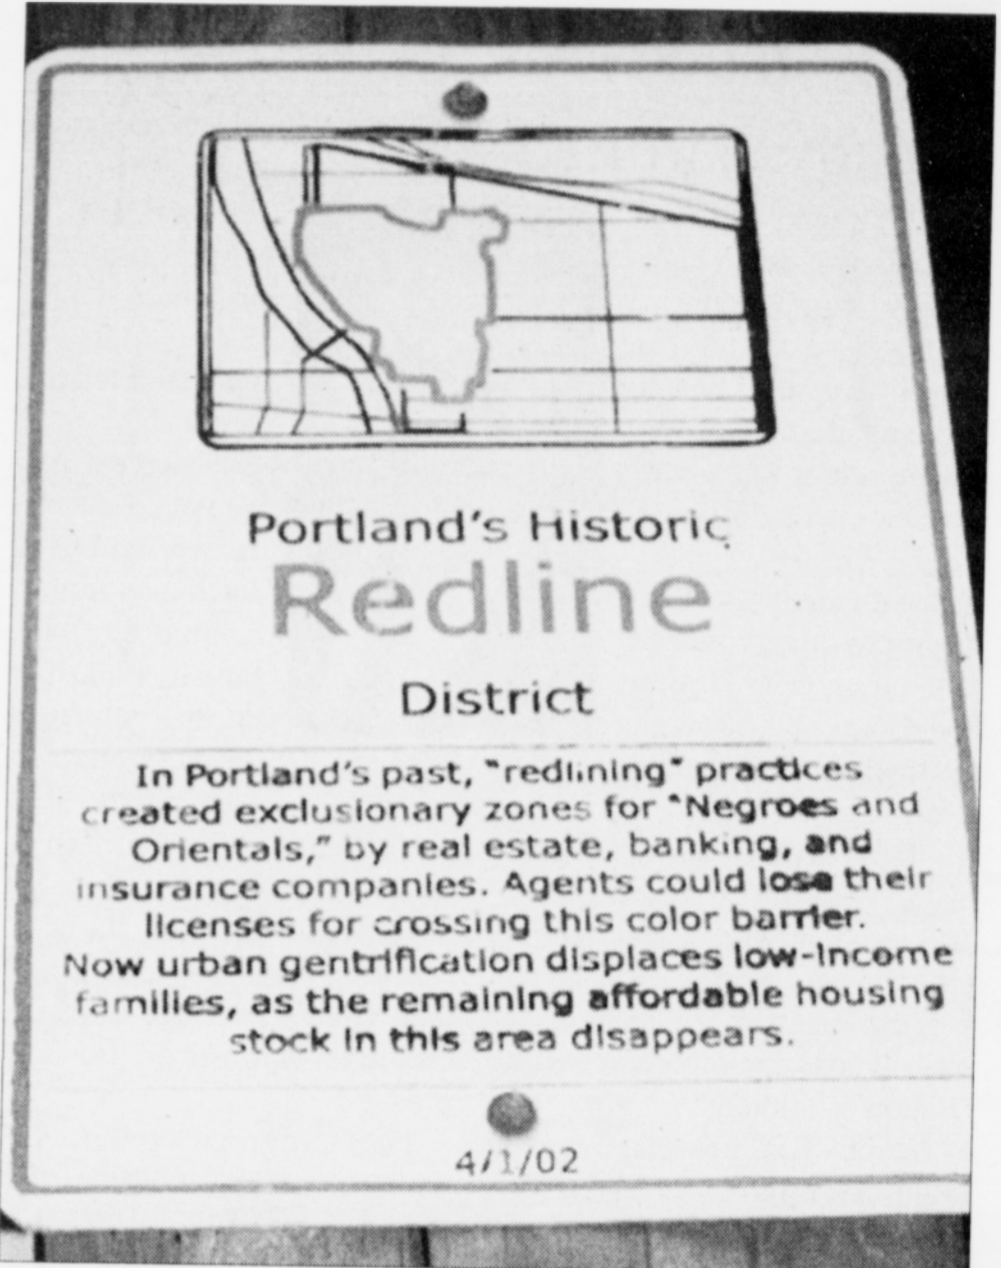 Portland's Historic
Redline
District
In Portland's past, "redlining" practices
created exclusionary zones for "Negroes and
Orientals," by real estate, banking, and
insurance companies. Agents could lose their
licenses for crossing this color barrier.
Now urban gentrification displaces low-income
families, as the remaining affordable housing
stock in this area disappears.
4/1/02